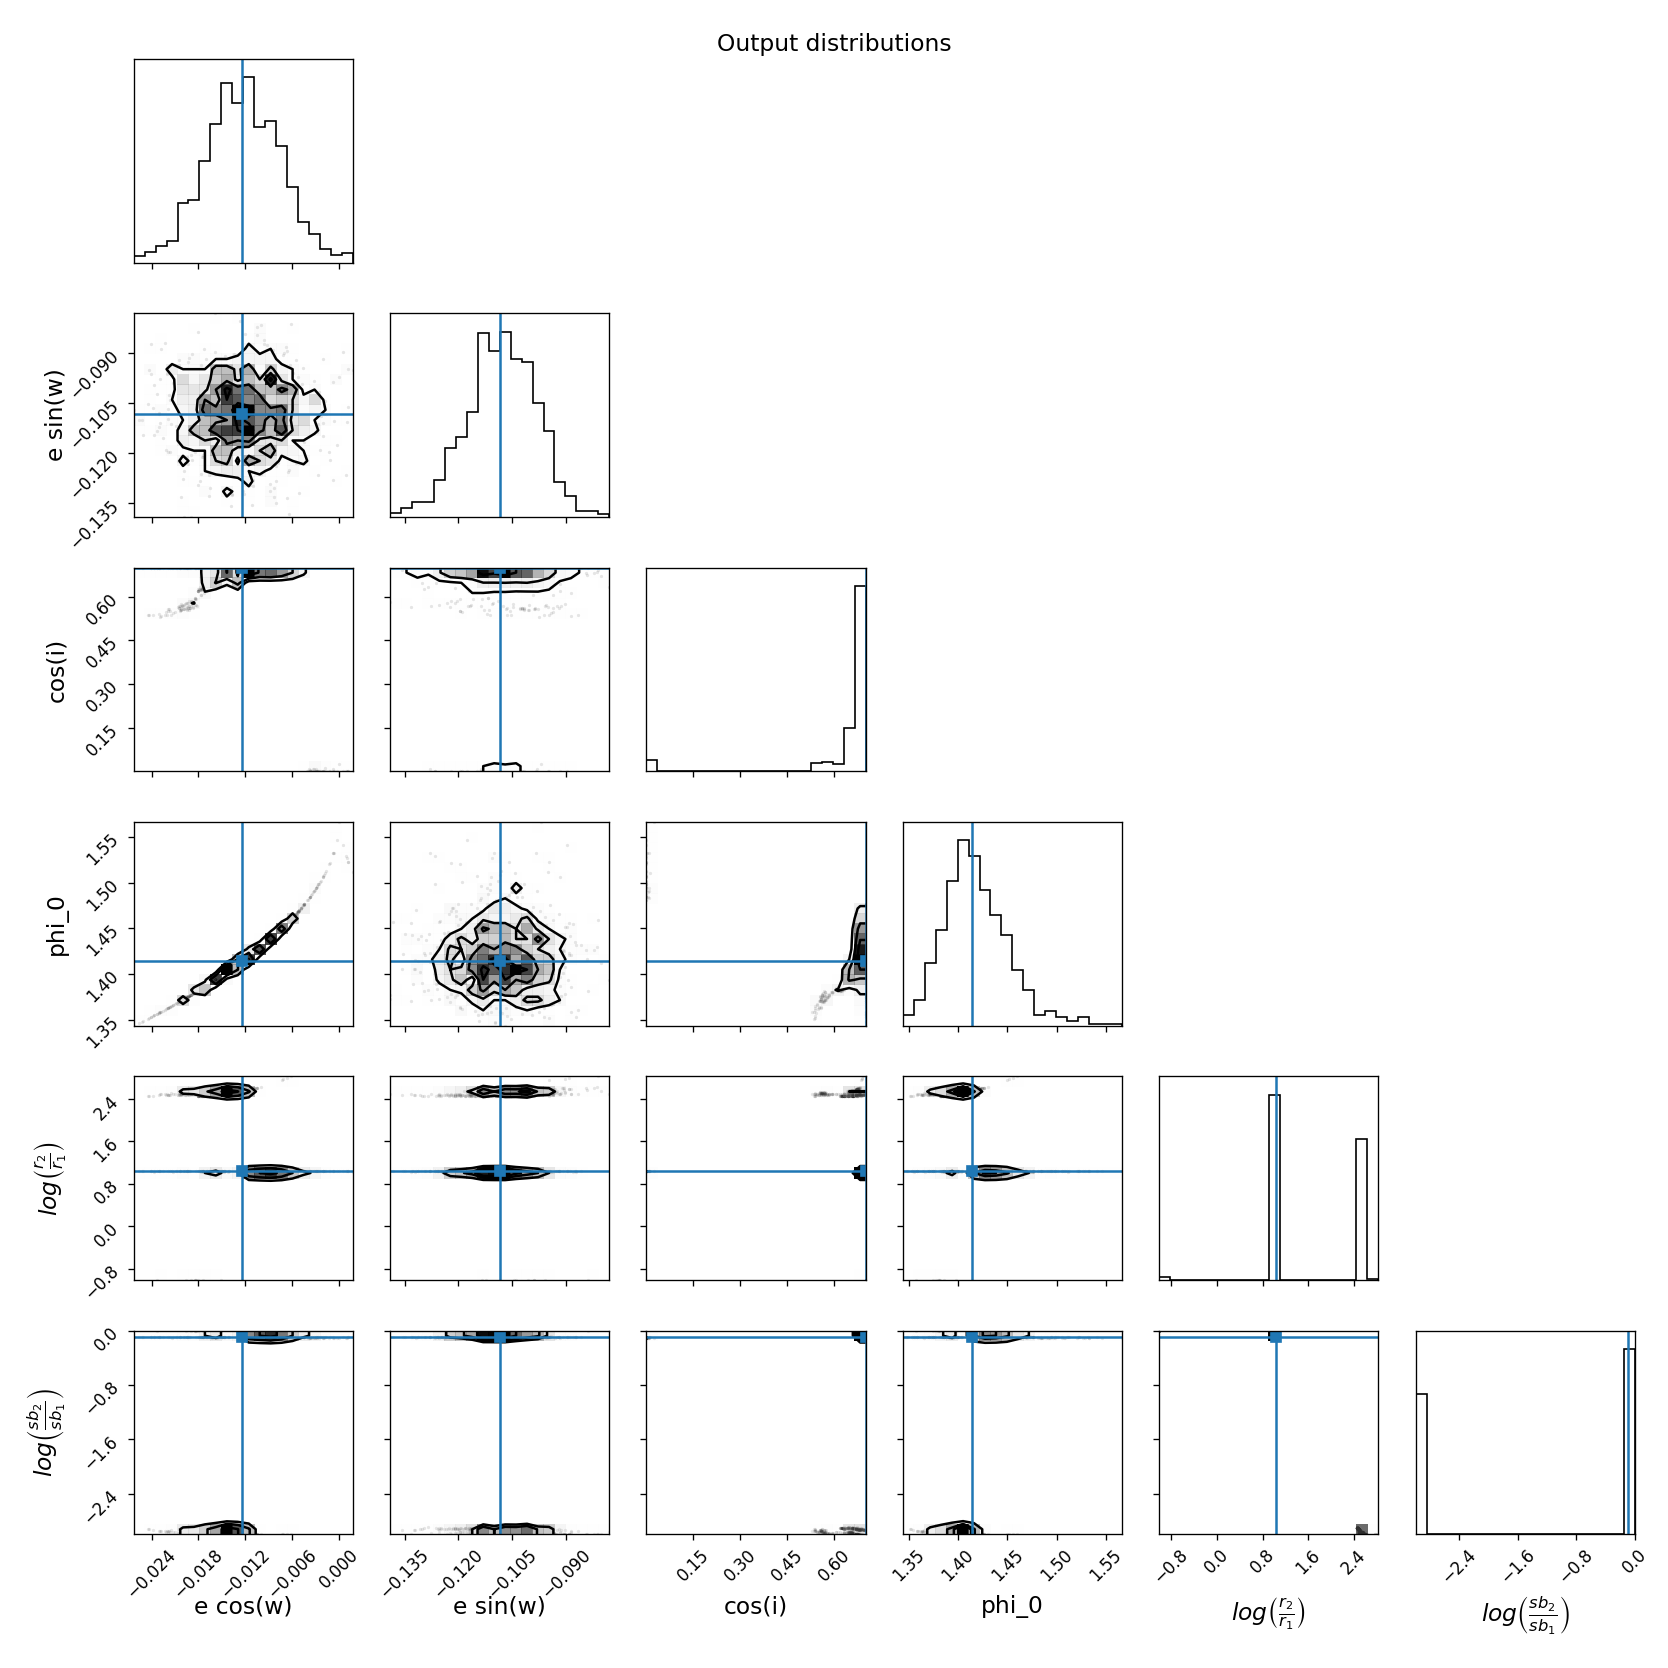 Output distributions
e sin(w)
−0.090
−0.105
−0.120
−0.135
cos(i)
0.60
0.45
0.30
0.15
phi_0
1.55
1.50
1.45
1.40
1.35
log(r₂/r₁)
2.4
1.6
0.8
0.0
−0.8
log(sb₂/sb₁)
0.0
−0.8
−1.6
−2.4
−0.024 −0.018 −0.012 −0.006 0.000
−0.135 −0.120 −0.105 −0.090
0.15 0.30 0.45 0.60
1.35 1.40 1.45 1.50 1.55
−0.8 0.0 0.8 1.6 2.4
−2.4 −1.6 −0.8 0.0
e cos(w)
e sin(w)
cos(i)
phi_0
log(r₂/r₁)
log(sb₂/sb₁)